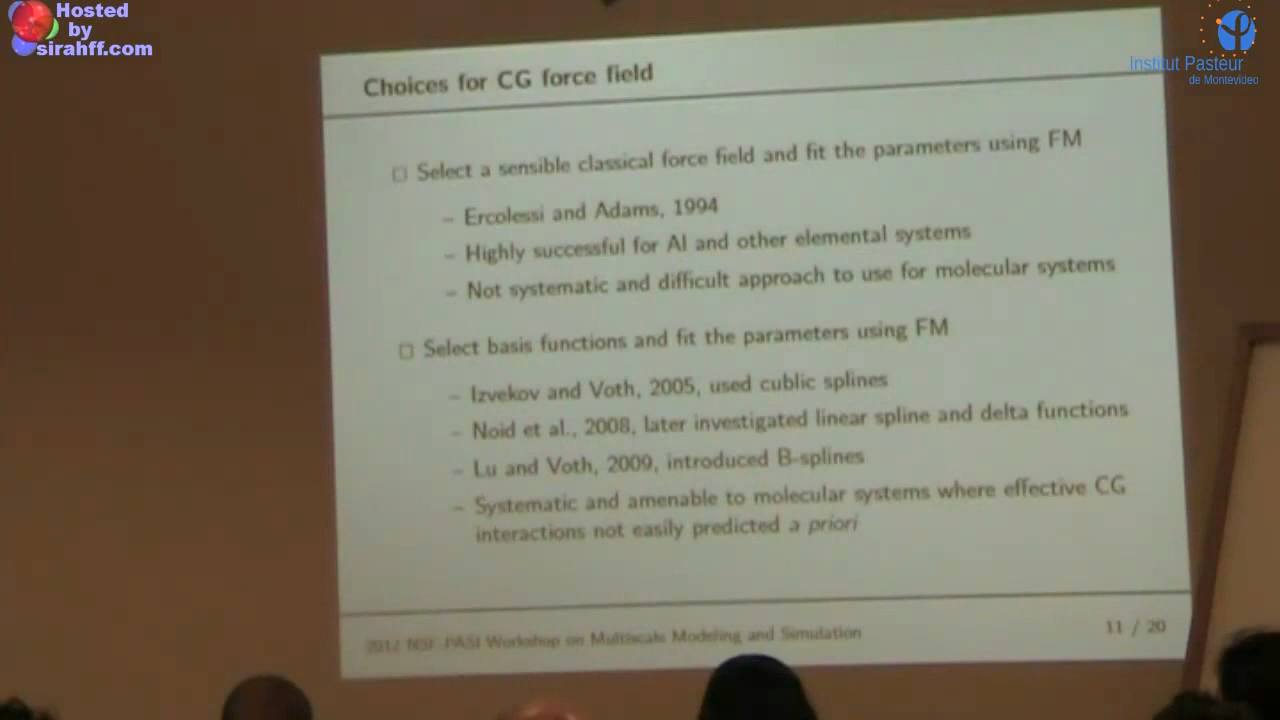 Hosted
by
sirahff.com
Institut Pasteur
de Montevideo
Choices for CG force field
Select a sensible classical force field and fit the parameters using FM
– Ercolessi and Adams, 1994
– Highly successful for Al and other elemental systems
– Not systematic and difficult approach to use for molecular systems
Select basis functions and fit the parameters using FM
– Izvekov and Voth, 2005, used cublic splines
– Noid et al., 2008, later investigated linear spline and delta functions
– Lu and Voth, 2009, introduced B-splines
– Systematic and amenable to molecular systems where effective CG
interactions not easily predicted a priori
2012 NSF PASI Workshop on Multiscale Modeling and Simulation
11 / 20